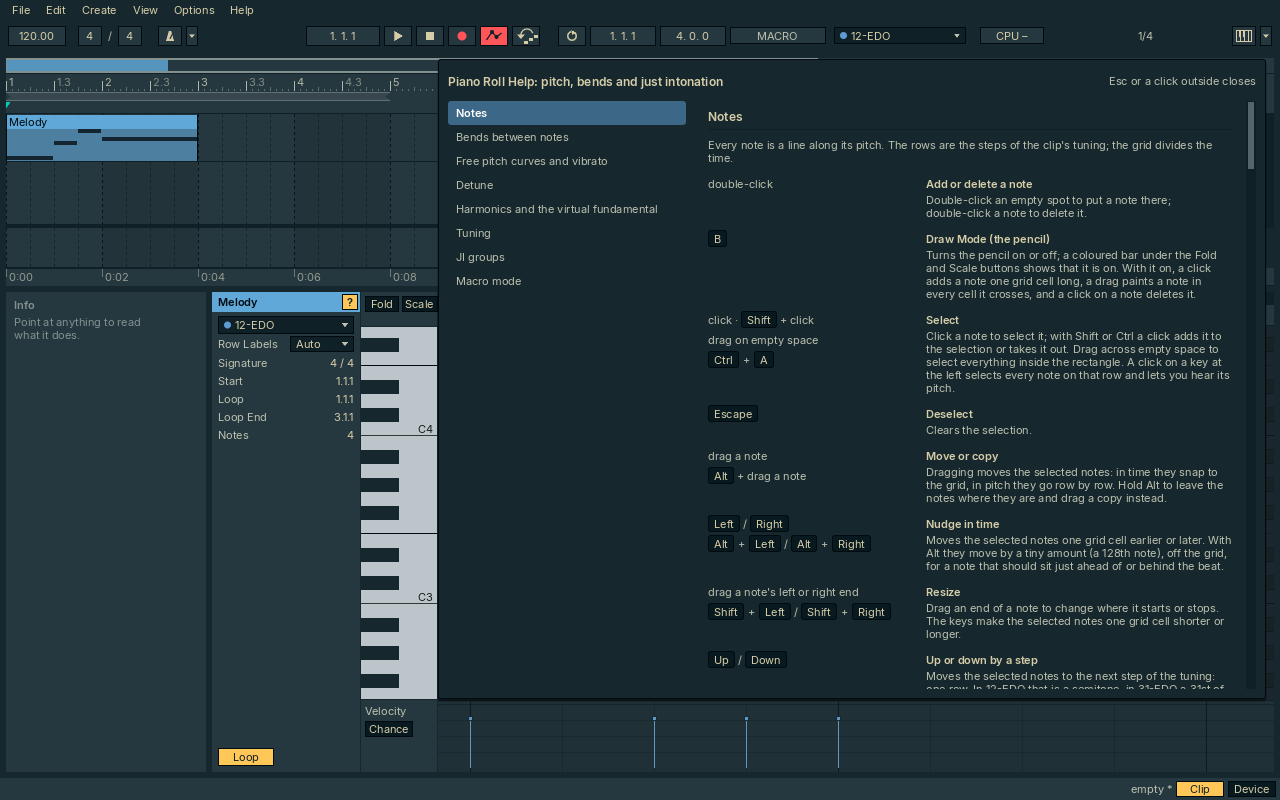 File Edit Create View Options Help
120.00 4 / 4 1. 1. 1 1. 1. 1 4. 0. 0 MACRO 12-EDO CPU – 1/4
1 1.3 2 2.3 3 3.3 4 4.3 5
Melody
0:00 0:02 0:04 0:06 0:08
Info
Point at anything to read
what it does.
Melody ?
12-EDO
Row Labels Auto
Signature 4 / 4
Start 1.1.1
Loop 1.1.1
Loop End 3.1.1
Notes 4
Loop
Fold Scale
C4
C3
Velocity
Chance
Piano Roll Help: pitch, bends and just intonation Esc or a click outside closes
Notes
Bends between notes
Free pitch curves and vibrato
Detune
Harmonics and the virtual fundamental
Tuning
JI groups
Macro mode
Notes
Every note is a line along its pitch. The rows are the steps of the clip's tuning; the grid divides the
time.
double-click Add or delete a note
Double-click an empty spot to put a note there;
double-click a note to delete it.
B Draw Mode (the pencil)
Turns the pencil on or off; a coloured bar under the Fold
and Scale buttons shows that it is on. With it on, a click
adds a note one grid cell long, a drag paints a note in
every cell it crosses, and a click on a note deletes it.
click · Shift + click Select
Click a note to select it; with Shift or Ctrl a click adds it to
drag on empty space the selection or takes it out. Drag across empty space to
Ctrl + A select everything inside the rectangle. A click on a key at
the left selects every note on that row and lets you hear its
pitch.
Escape Deselect
Clears the selection.
drag a note Move or copy
Alt + drag a note Dragging moves the selected notes: in time they snap to
the grid, in pitch they go row by row. Hold Alt to leave the
notes where they are and drag a copy instead.
Left / Right Nudge in time
Alt + Left / Alt + Right Moves the selected notes one grid cell earlier or later. With
Alt they move by a tiny amount (a 128th note), off the grid,
for a note that should sit just ahead of or behind the beat.
drag a note's left or right end Resize
Shift + Left / Shift + Right Drag an end of a note to change where it starts or stops.
The keys make the selected notes one grid cell shorter or
longer.
Up / Down Up or down by a step
Moves the selected notes to the next step of the tuning:
one row. In 12-EDO that is a semitone, in 31-EDO a 31st of
empty * Clip Device